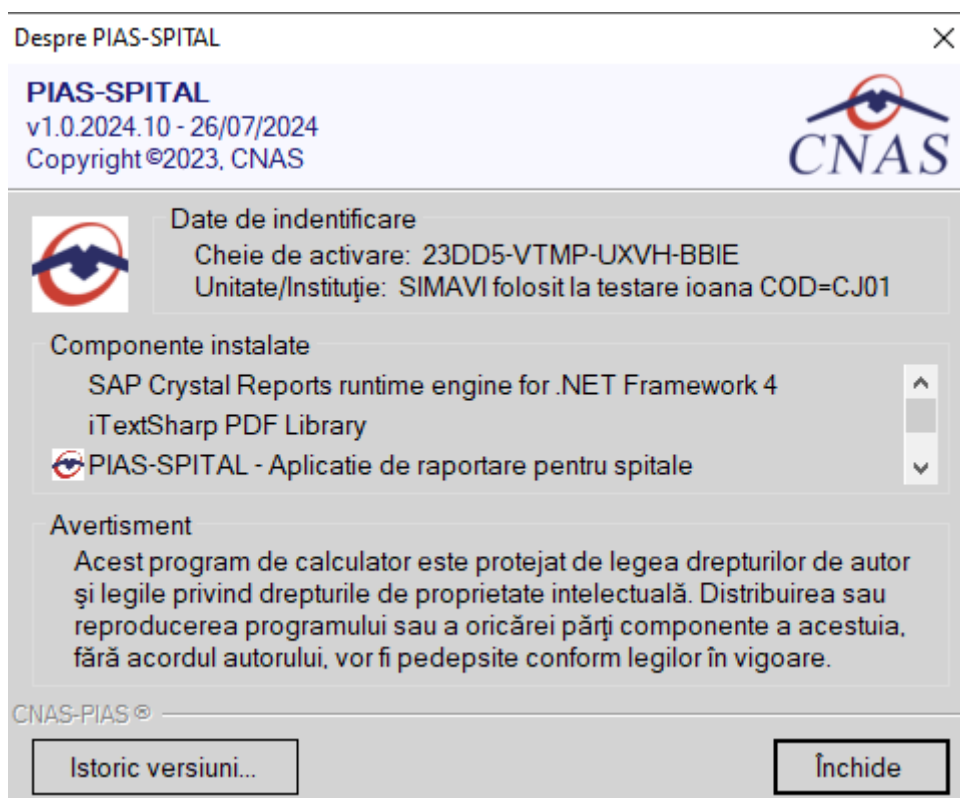 Despre PIAS-SPITAL
PIAS-SPITAL
v1.0.2024.10 - 26/07/2024
Copyright ©2023, CNAS
CNAS
Date de indentificare
Cheie de activare: 23DD5-VTMP-UXVH-BBIE
Unitate/Instituţie: SIMAVI folosit la testare ioana COD=CJ01
Componente instalate
SAP Crystal Reports runtime engine for .NET Framework 4
iTextSharp PDF Library
PIAS-SPITAL - Aplicatie de raportare pentru spitale
Avertisment
Acest program de calculator este protejat de legea drepturilor de autor
şi legile privind drepturile de proprietate intelectuală. Distribuirea sau
reproducerea programului sau a oricărei părţi componente a acestuia,
fără acordul autorului, vor fi pedepsite conform legilor în vigoare.
CNAS-PIAS ®
Istoric versiuni...
Închide